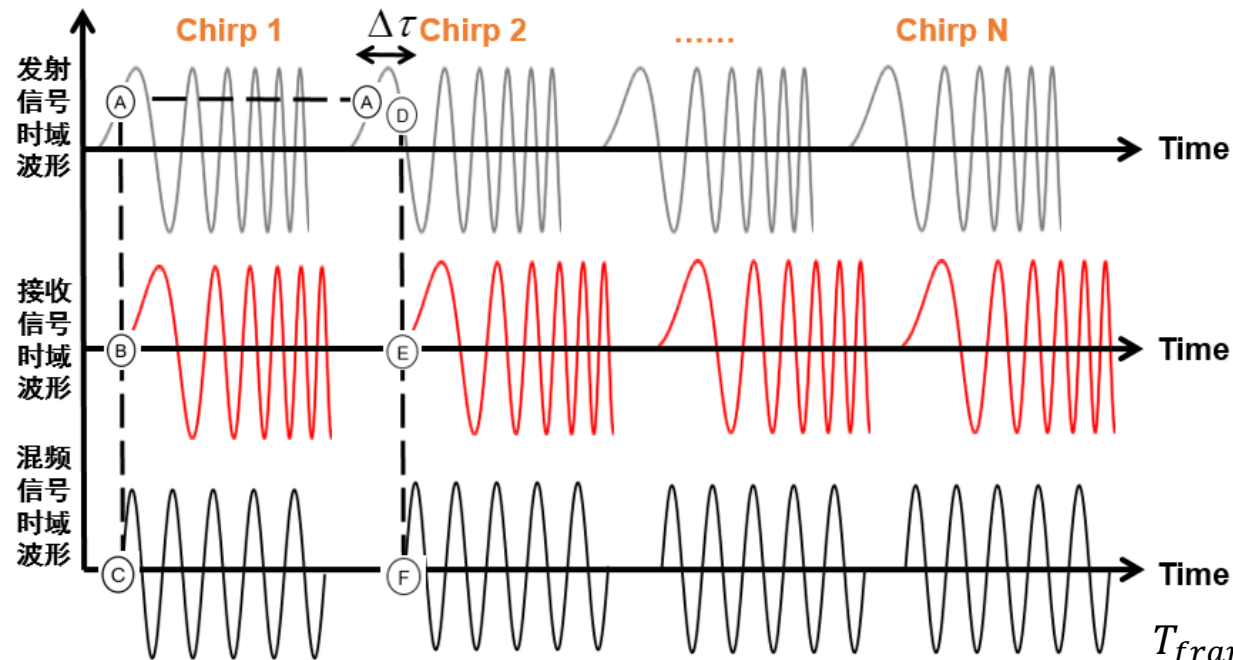 Chirp 1
Δτ
Chirp 2
......
Chirp N
发射
信号
时域
波形
A
A
D
Time
接收
信号
时域
波形
B
E
Time
混频
信号
时域
波形
C
F
Time